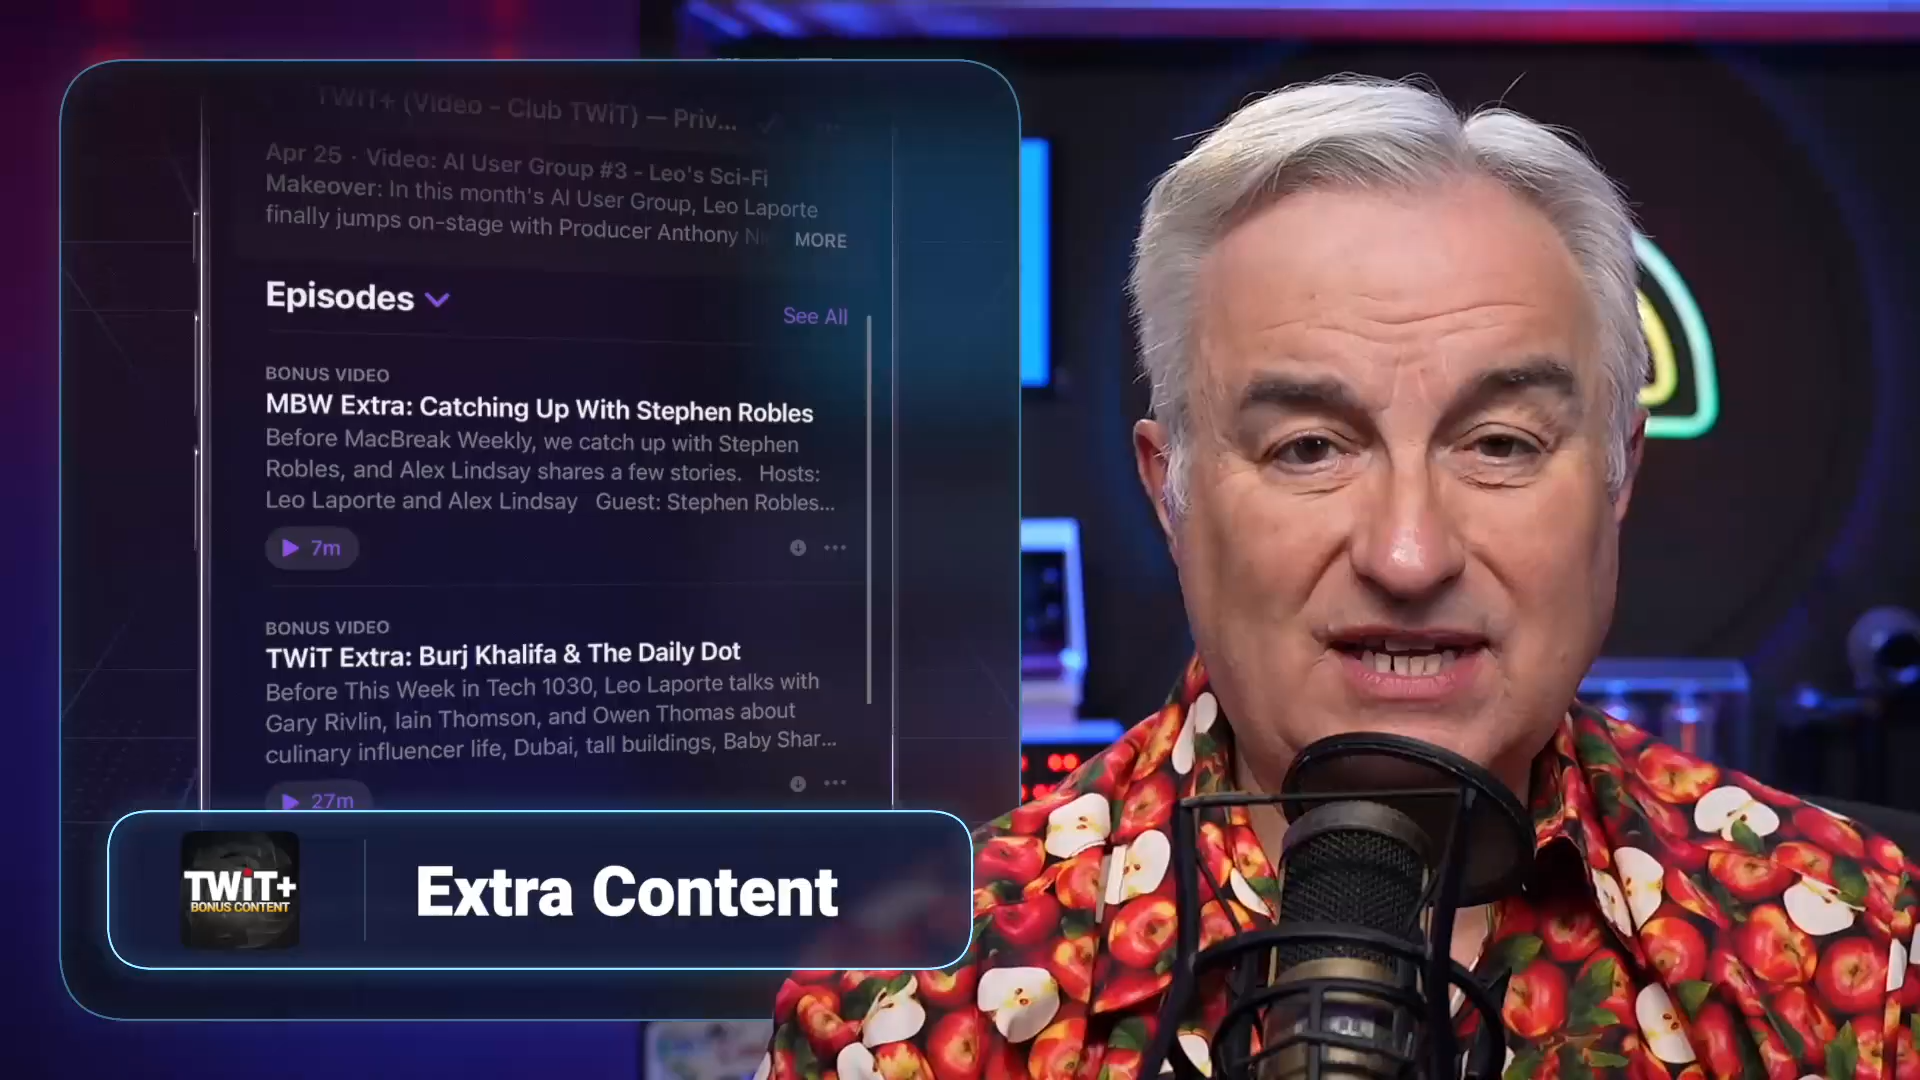 TWiT+ (Video - Club TWiT) — Priv...
Apr 25 · Video: AI User Group #3 - Leo's Sci-Fi
Makeover: In this month's AI User Group, Leo Laporte
finally jumps on-stage with Producer Anthony
MORE
Episodes
See All
BONUS VIDEO
MBW Extra: Catching Up With Stephen Robles
Before MacBreak Weekly, we catch up with Stephen
Robles, and Alex Lindsay shares a few stories. Hosts:
Leo Laporte and Alex Lindsay Guest: Stephen Robles...
7m
BONUS VIDEO
TWiT Extra: Burj Khalifa & The Daily Dot
Before This Week in Tech 1030, Leo Laporte talks with
Gary Rivlin, Iain Thomson, and Owen Thomas about
culinary influencer life, Dubai, tall buildings, Baby Shar...
27m
TWiT+
BONUS CONTENT
Extra Content